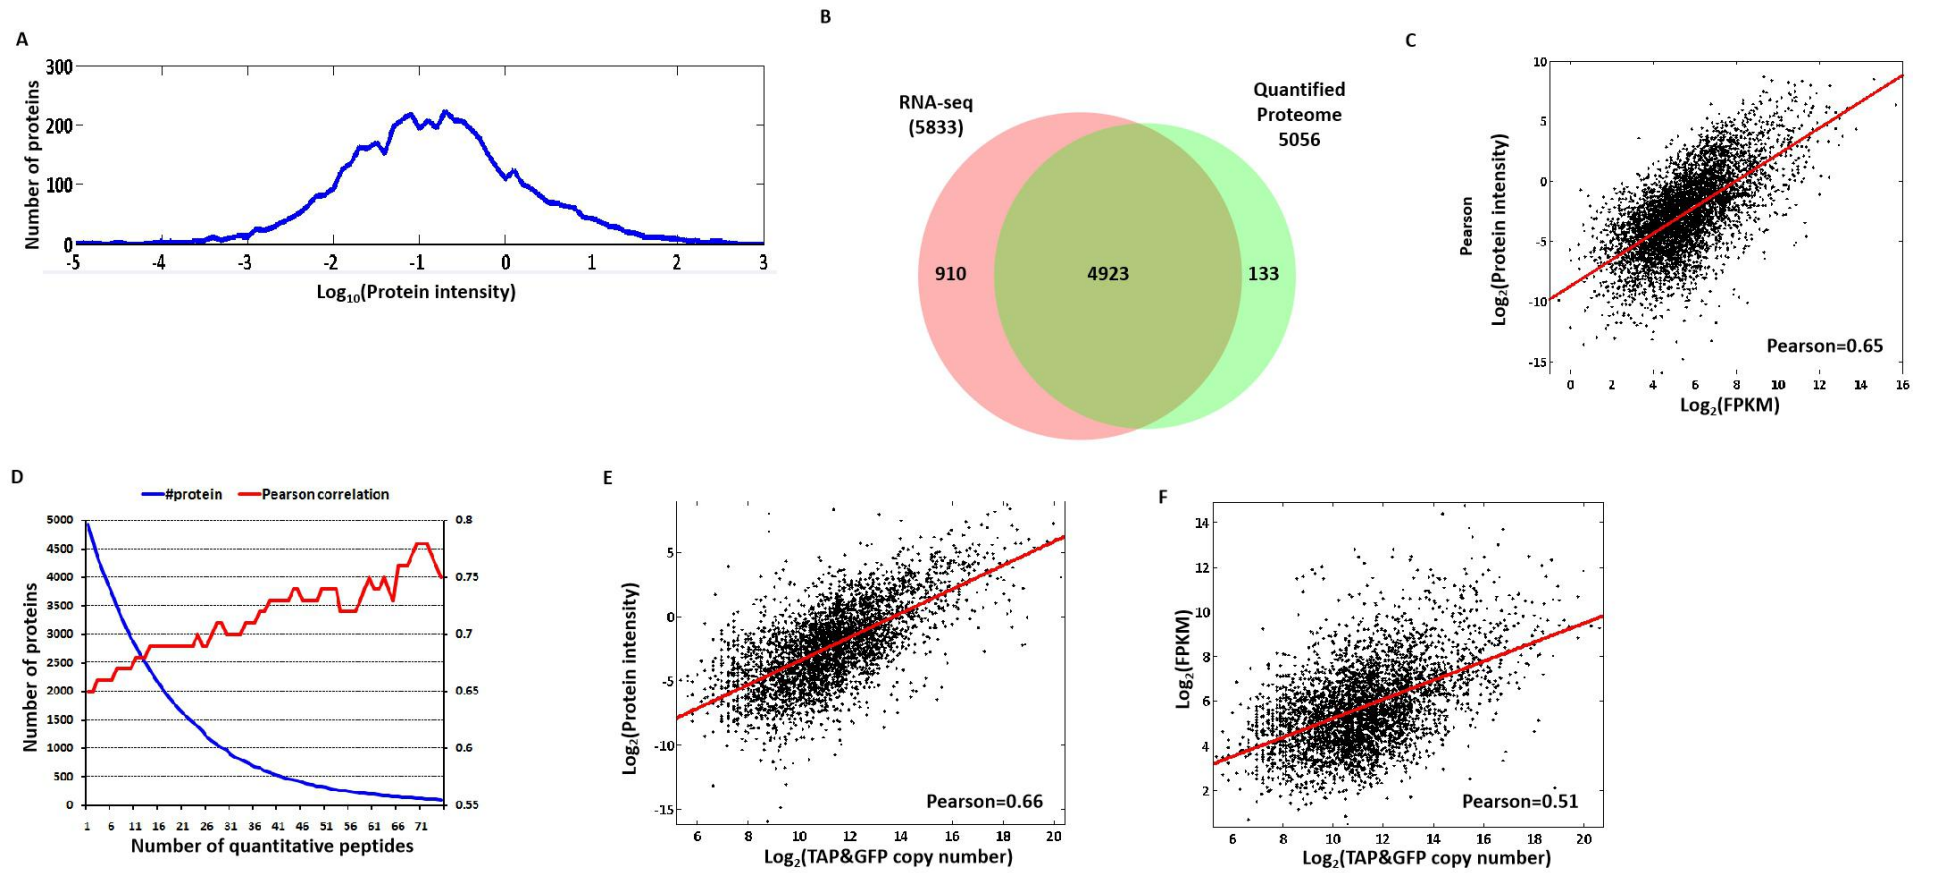 A
300
200
100
0
Number of proteins
-5 -4 -3 -2 -1 0 1 2 3
Log₁₀(Protein intensity)
B
RNA-seq
(5833)
Quantified
Proteome
5056
910
4923
133
C
10
5
0
-5
-10
-15
Pearson
Log₂(Protein intensity)
Pearson=0.65
0 2 4 6 8 10 12 14 16
Log₂(FPKM)
D
#protein Pearson correlation
5000
4500
4000
3500
3000
2500
2000
1500
1000
500
0
Number of proteins
0.8
0.75
0.7
0.65
0.6
0.55
1 6 11 16 21 26 31 36 41 46 51 56 61 66 71
Number of quantitative peptides
E
5
0
-5
-10
-15
Log₂(Protein intensity)
Pearson=0.66
6 8 10 12 14 16 18 20
Log₂(TAP&GFP copy number)
F
14
12
10
8
6
4
2
Log₂(FPKM)
Pearson=0.51
6 8 10 12 14 16 18 20
Log₂(TAP&GFP copy number)